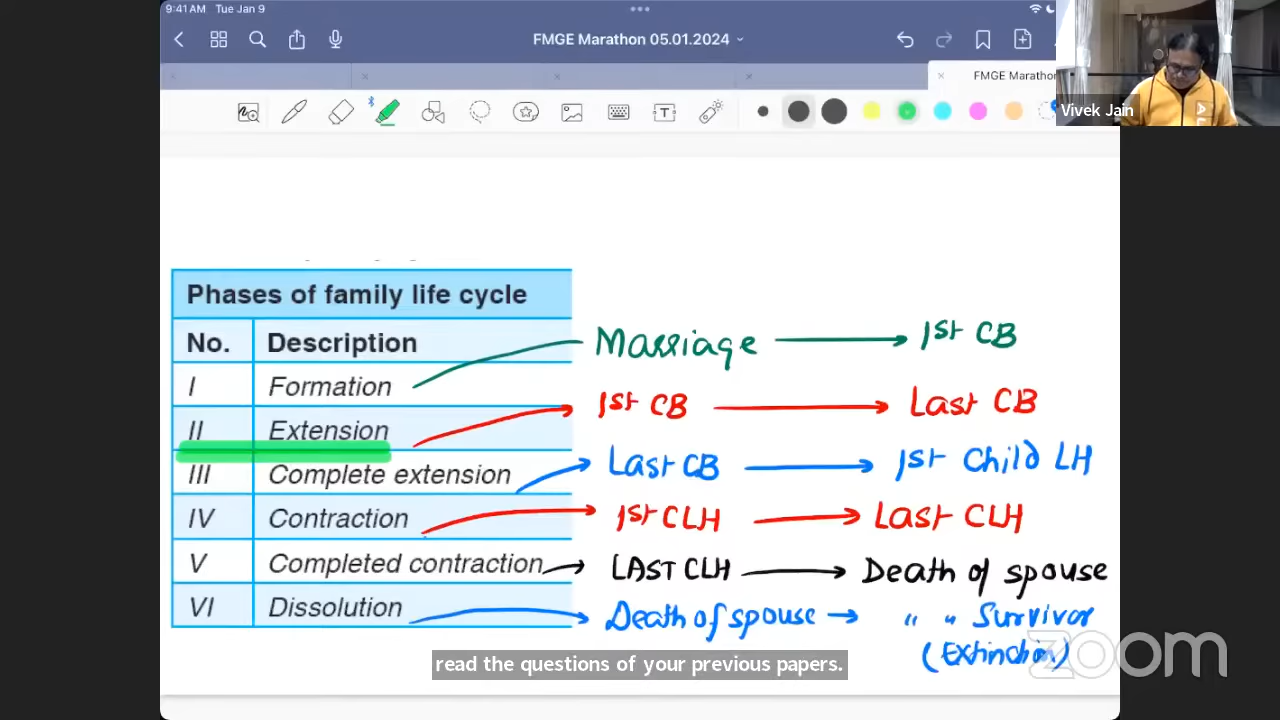 9:41 AM Tue Jan 9
FMGE Marathon 05.01.2024
FMGE Marathon
Vivek Jain
Phases of family life cycle
No. Description
I Formation Marriage → 1st CB
II Extension 1st CB → Last CB
III Complete extension Last CB → 1st Child LH
IV Contraction 1st CLH → Last CLH
V Completed contraction LAST CLH → Death of spouse
VI Dissolution Death of spouse → " " Survivor
(Extinction)
read the questions of your previous papers.
zoom